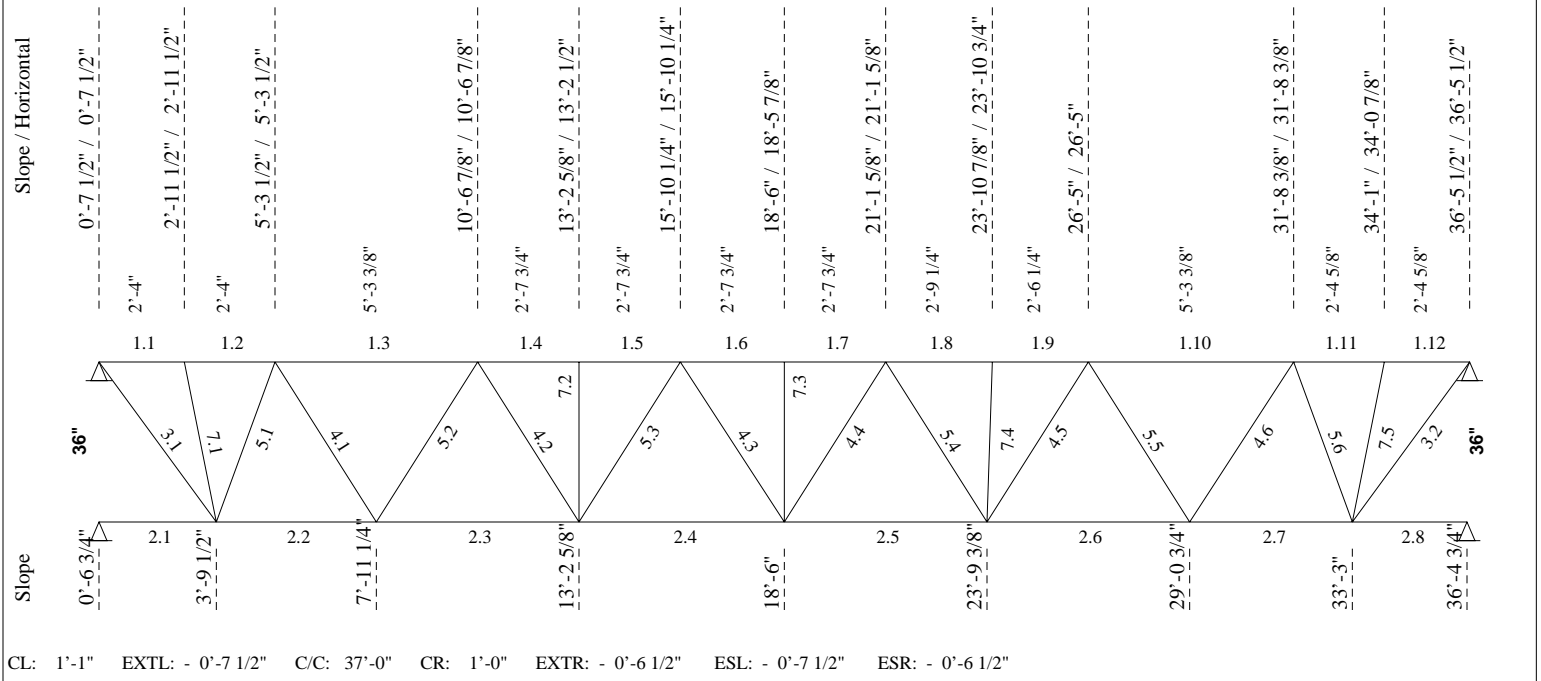 Slope / Horizontal
0'-7 1/2" / 0'-7 1/2"
2'-11 1/2" / 2'-11 1/2"
5'-3 1/2" / 5'-3 1/2"
10'-6 7/8" / 10'-6 7/8"
13'-2 5/8" / 13'-2 1/2"
15'-10 1/4" / 15'-10 1/4"
18'-6" / 18'-5 7/8"
21'-1 5/8" / 21'-1 5/8"
23'-10 7/8" / 23'-10 3/4"
26'-5" / 26'-5"
31'-8 3/8" / 31'-8 3/8"
34'-1" / 34'-0 7/8"
36'-5 1/2" / 36'-5 1/2"
2'-4"
2'-4"
5'-3 3/8"
2'-7 3/4"
2'-7 3/4"
2'-7 3/4"
2'-7 3/4"
2'-9 1/4"
2'-6 1/4"
5'-3 3/8"
2'-4 5/8"
2'-4 5/8"
1.1 1.2 1.3 1.4 1.5 1.6 1.7 1.8 1.9 1.10 1.11 1.12
36"
3.1
7.1
5.1
4.1
5.2
4.2
7.2
5.3
4.3
7.3
4.4
5.4
7.4
4.5
5.5
4.6
5.6
7.5
3.2
36"
2.1 2.2 2.3 2.4 2.5 2.6 2.7 2.8
Slope
0'-6 3/4"
3'-9 1/2"
7'-11 1/4"
13'-2 5/8"
18'-6"
23'-9 3/8"
29'-0 3/4"
33'-3"
36'-4 3/4"
CL: 1'-1" EXTL: - 0'-7 1/2" C/C: 37'-0" CR: 1'-0" EXTR: - 0'-6 1/2" ESL: - 0'-7 1/2" ESR: - 0'-6 1/2"